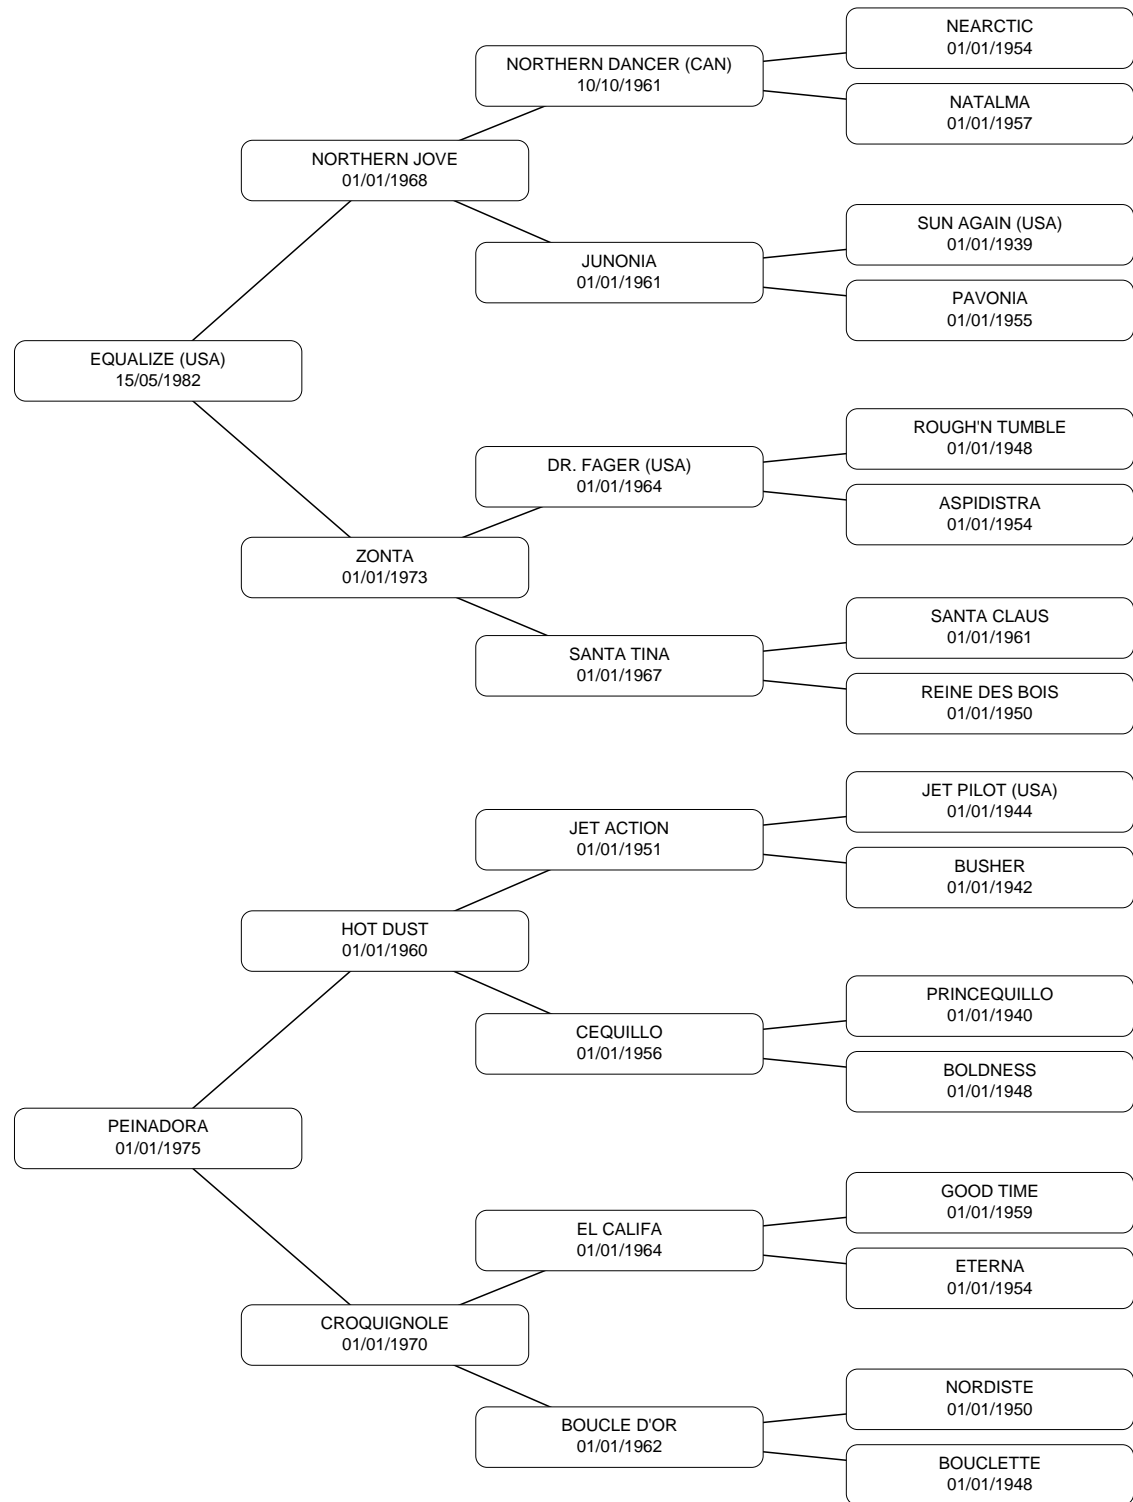 NEARCTIC
01/01/1954
NORTHERN DANCER (CAN)
10/10/1961
NATALMA
01/01/1957
NORTHERN JOVE
01/01/1968
SUN AGAIN (USA)
01/01/1939
JUNONIA
01/01/1961
PAVONIA
01/01/1955
EQUALIZE (USA)
15/05/1982
ROUGH'N TUMBLE
01/01/1948
DR. FAGER (USA)
01/01/1964
ASPIDISTRA
01/01/1954
ZONTA
01/01/1973
SANTA CLAUS
01/01/1961
SANTA TINA
01/01/1967
REINE DES BOIS
01/01/1950
JET PILOT (USA)
01/01/1944
JET ACTION
01/01/1951
BUSHER
01/01/1942
HOT DUST
01/01/1960
PRINCEQUILLO
01/01/1940
CEQUILLO
01/01/1956
BOLDNESS
01/01/1948
PEINADORA
01/01/1975
GOOD TIME
01/01/1959
EL CALIFA
01/01/1964
ETERNA
01/01/1954
CROQUIGNOLE
01/01/1970
NORDISTE
01/01/1950
BOUCLE D'OR
01/01/1962
BOUCLETTE
01/01/1948